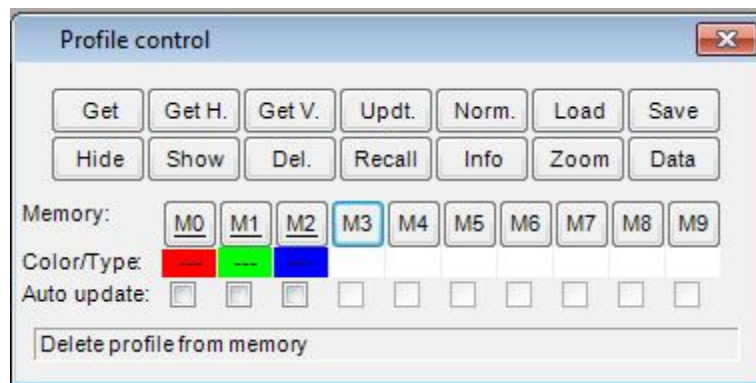 Profile control
Get Get H. Get V. Updt. Norm. Load Save
Hide Show Del. Recall Info Zoom Data
Memory: M0 M1 M2 M3 M4 M5 M6 M7 M8 M9
Color/Type: --- --- ---
Auto update:
Delete profile from memory